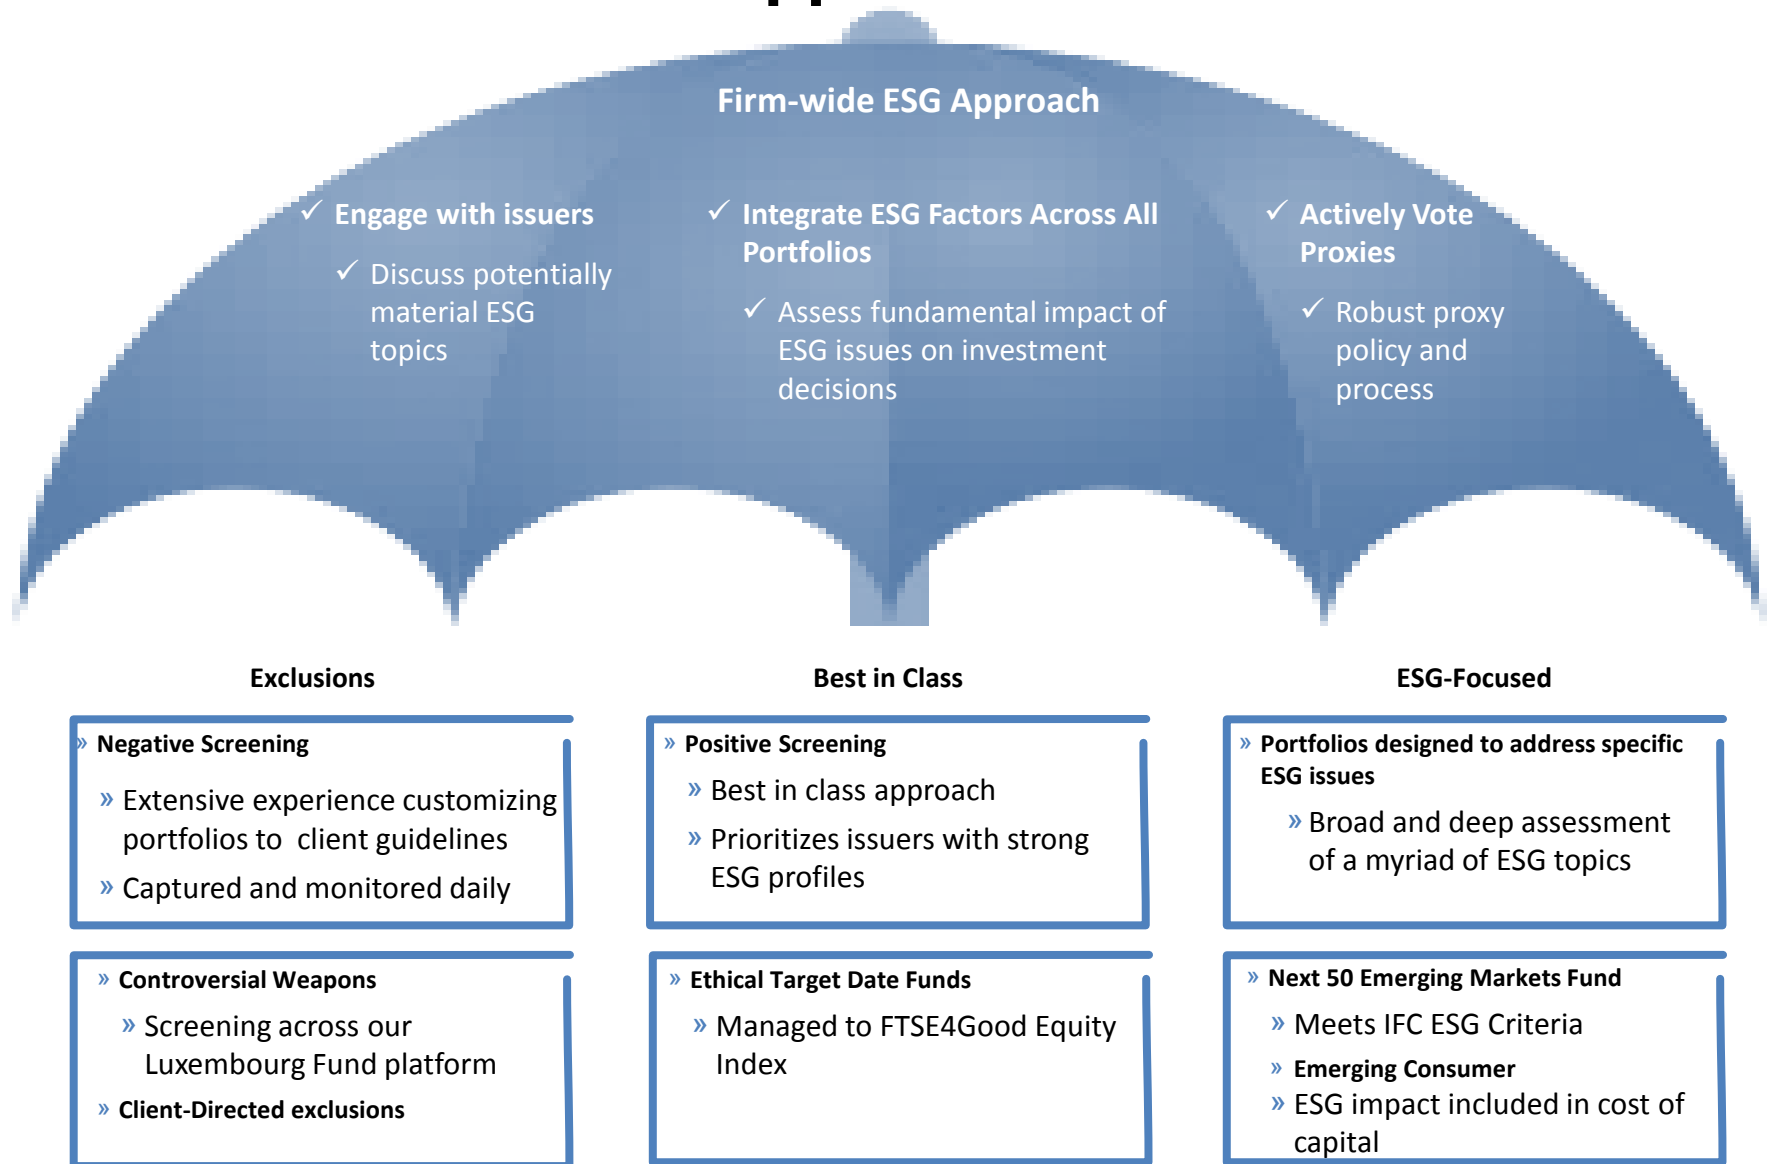 Firm-wide ESG Approach
✓ Engage with issuers
✓ Discuss potentially
material ESG
topics
✓ Integrate ESG Factors Across All
Portfolios
✓ Assess fundamental impact of
ESG issues on investment
decisions
✓ Actively Vote
Proxies
✓ Robust proxy
policy and
process
Exclusions
» Negative Screening
» Extensive experience customizing
portfolios to client guidelines
» Captured and monitored daily
» Controversial Weapons
» Screening across our
Luxembourg Fund platform
» Client-Directed exclusions
Best in Class
» Positive Screening
» Best in class approach
» Prioritizes issuers with strong
ESG profiles
» Ethical Target Date Funds
» Managed to FTSE4Good Equity
Index
ESG-Focused
» Portfolios designed to address specific
ESG issues
» Broad and deep assessment
of a myriad of ESG topics
» Next 50 Emerging Markets Fund
» Meets IFC ESG Criteria
» Emerging Consumer
» ESG impact included in cost of
capital